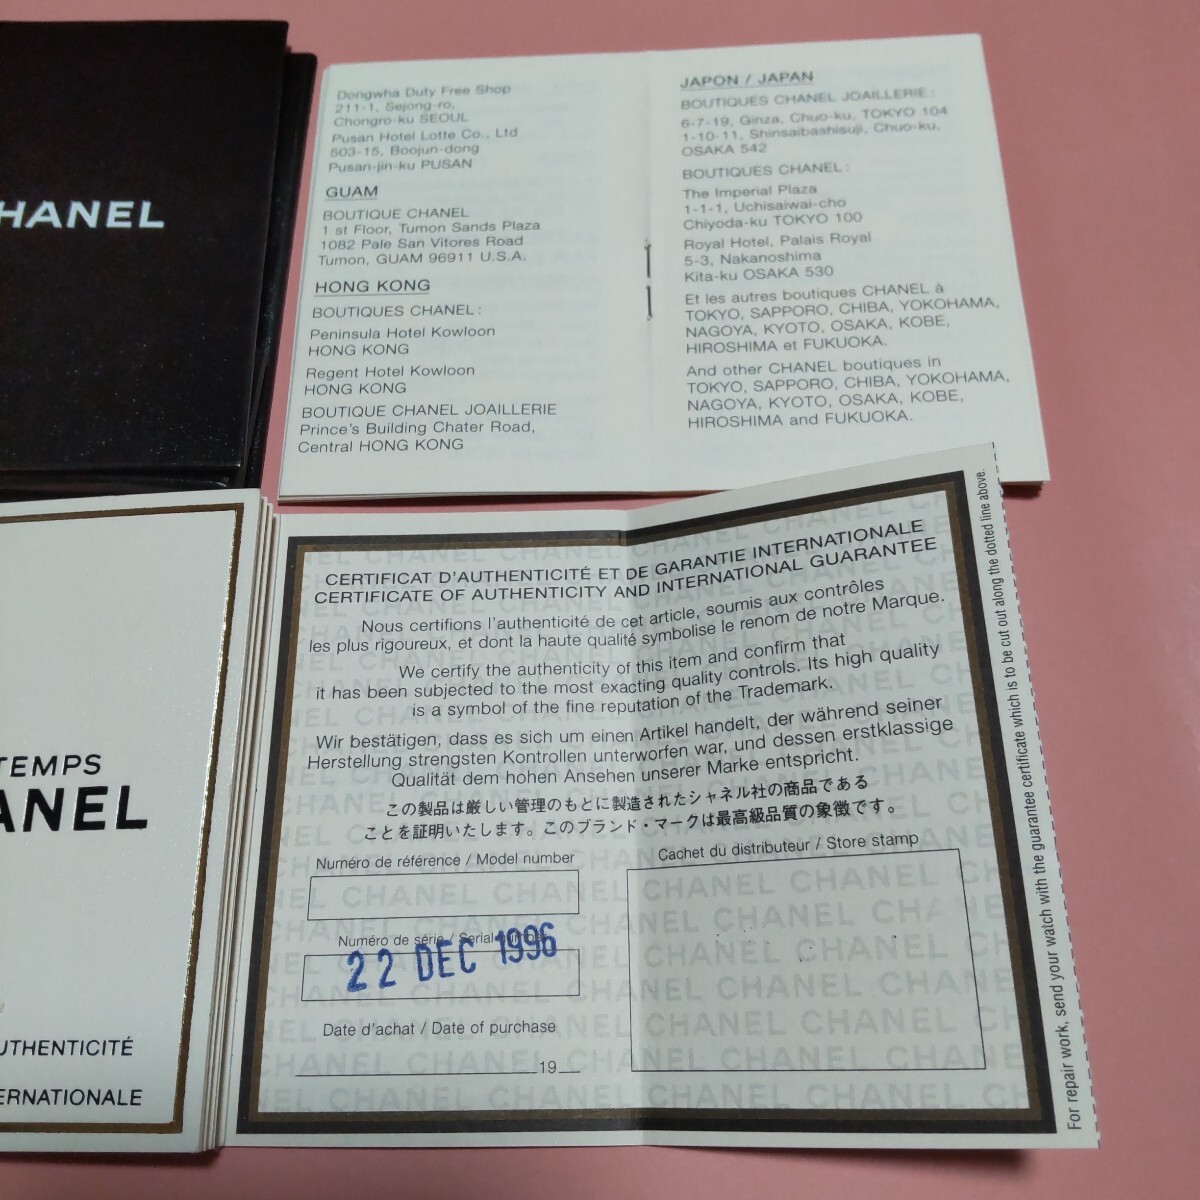 CHANEL
Dongwha Duty Free Shop
211-1, Sejong-ro,
Chongro-ku SEOUL
Pusan Hotel Lotte Co., Ltd
503-15, Boojun-dong
Pusan-jin-ku PUSAN
GUAM
BOUTIQUE CHANEL
1 st Floor, Tumon Sands Plaza
1082 Pale San Vitores Road
Tumon, GUAM 96911 U.S.A.
HONG KONG
BOUTIQUES CHANEL :
Peninsula Hotel Kowloon
HONG KONG
Regent Hotel Kowloon
HONG KONG
BOUTIQUE CHANEL JOAILLERIE
Prince's Building Chater Road,
Central HONG KONG
JAPON / JAPAN
BOUTIQUES CHANEL JOAILLERIE :
6-7-19, Ginza, Chuo-ku, TOKYO 104
1-10-11, Shinsaibashisuji, Chuo-ku,
OSAKA 542
BOUTIQUES CHANEL :
The Imperial Plaza
1-1-1, Uchisaiwai-cho
Chiyoda-ku TOKYO 100
Royal Hotel, Palais Royal
5-3, Nakanoshima
Kita-ku OSAKA 530
Et les autres boutiques CHANEL à
TOKYO, SAPPORO, CHIBA, YOKOHAMA,
NAGOYA, KYOTO, OSAKA, KOBE,
HIROSHIMA et FUKUOKA.
And other CHANEL boutiques in
TOKYO, SAPPORO, CHIBA, YOKOHAMA,
NAGOYA, KYOTO, OSAKA, KOBE,
HIROSHIMA and FUKUOKA.
TEMPS
ANEL
UTHENTICITÉ
ERNATIONALE
CERTIFICAT D'AUTHENTICITÉ ET DE GARANTIE INTERNATIONALE
CERTIFICATE OF AUTHENTICITY AND INTERNATIONAL GUARANTEE
Nous certifions l'authenticité de cet article, soumis aux contrôles
les plus rigoureux, et dont la haute qualité symbolise le renom de notre Marque.
We certify the authenticity of this item and confirm that
it has been subjected to the most exacting quality controls. Its high quality
is a symbol of the fine reputation of the Trademark.
Wir bestätigen, dass es sich um einen Artikel handelt, der während seiner
Herstellung strengsten Kontrollen unterworfen war, und dessen erstklassige
Qualität dem hohen Ansehen unserer Marke entspricht.
この製品は厳しい管理のもとに製造されたシャネル社の商品である
ことを証明いたします。このブランド・マークは最高級品質の象徴です。
Numéro de référence / Model number
Numéro de série / Serial number
22 DEC 1996
Date d'achat / Date of purchase
19
Cachet du distributeur / Store stamp
For repair work, send your watch with the guarantee certificate which is to be cut out along the dotted line above.